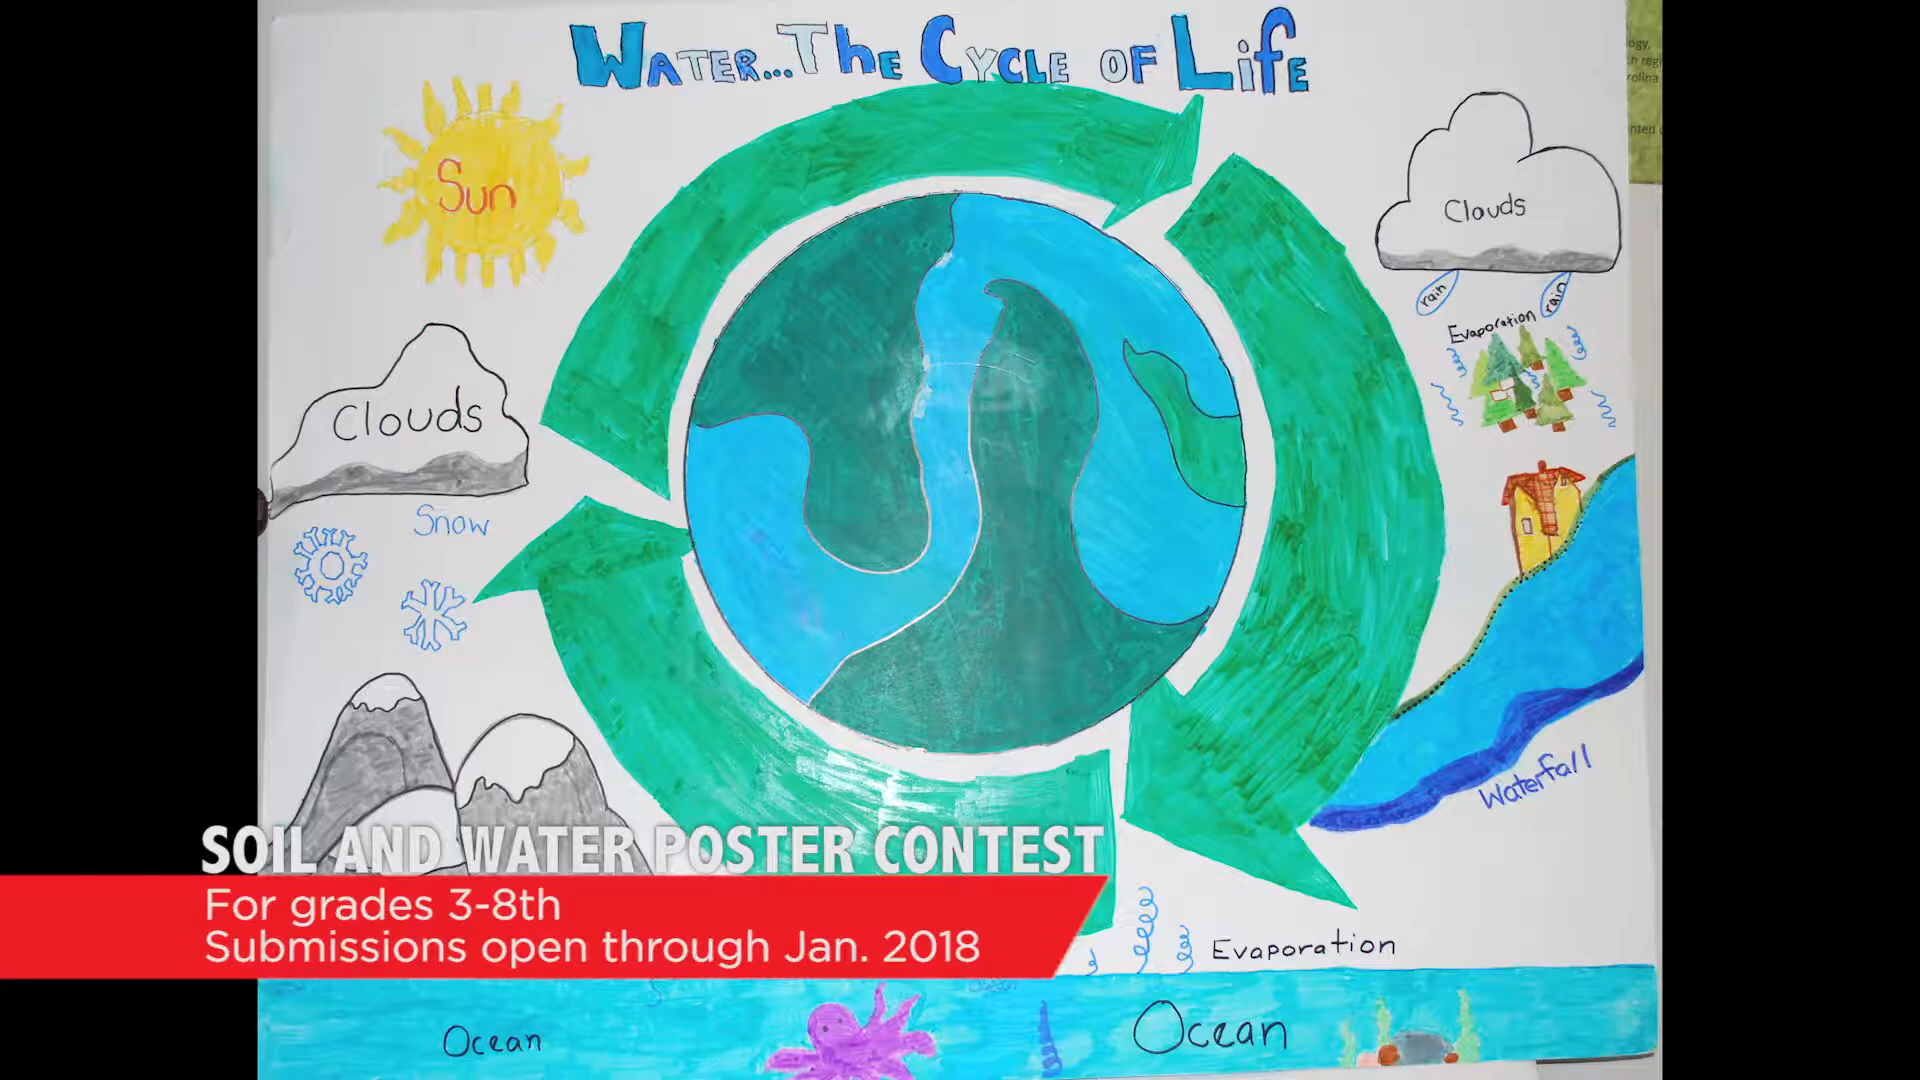 WATER...The Cycle of Life
Sun
Clouds
rain
rain
Evaporation
Clouds
Snow
Waterfall
SOIL AND WATER POSTER CONTEST
For grades 3-8th
Submissions open through Jan. 2018
Evaporation
Ocean
Ocean